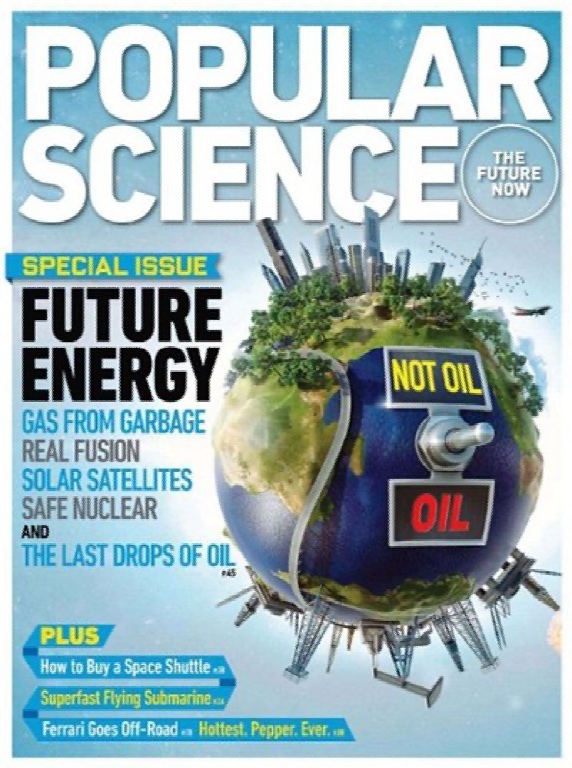 POPULAR
SCIENCE
THE
FUTURE
NOW
SPECIAL ISSUE
FUTURE
ENERGY
GAS FROM GARBAGE
REAL FUSION
SOLAR SATELLITES
SAFE NUCLEAR
AND
THE LAST DROPS OF OIL
P.45
NOT OIL
OIL
PLUS
How to Buy a Space Shuttle
Superfast Flying Submarine
Ferrari Goes Off-Road Hottest. Pepper. Ever.